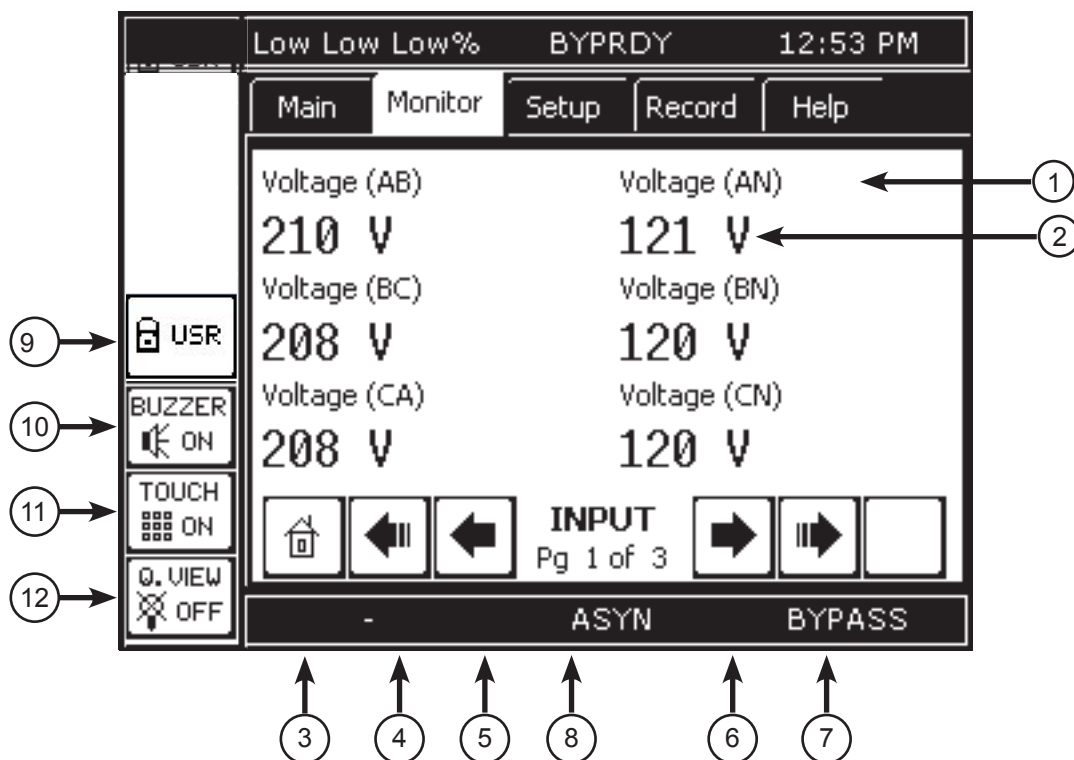 Low Low Low% BYPRDY 12:53 PM
Main Monitor Setup Record Help
Voltage (AB) Voltage (AN) 1
210 V 121 V 2
Voltage (BC) Voltage (BN)
9 USR 208 V 120 V
Voltage (CA) Voltage (CN)
10 BUZZER ON
208 V 120 V
11 TOUCH ON
INPUT
Pg 1 of 3
12 Q.VIEW OFF
- ASYN BYPASS
3 4 5 8 6 7